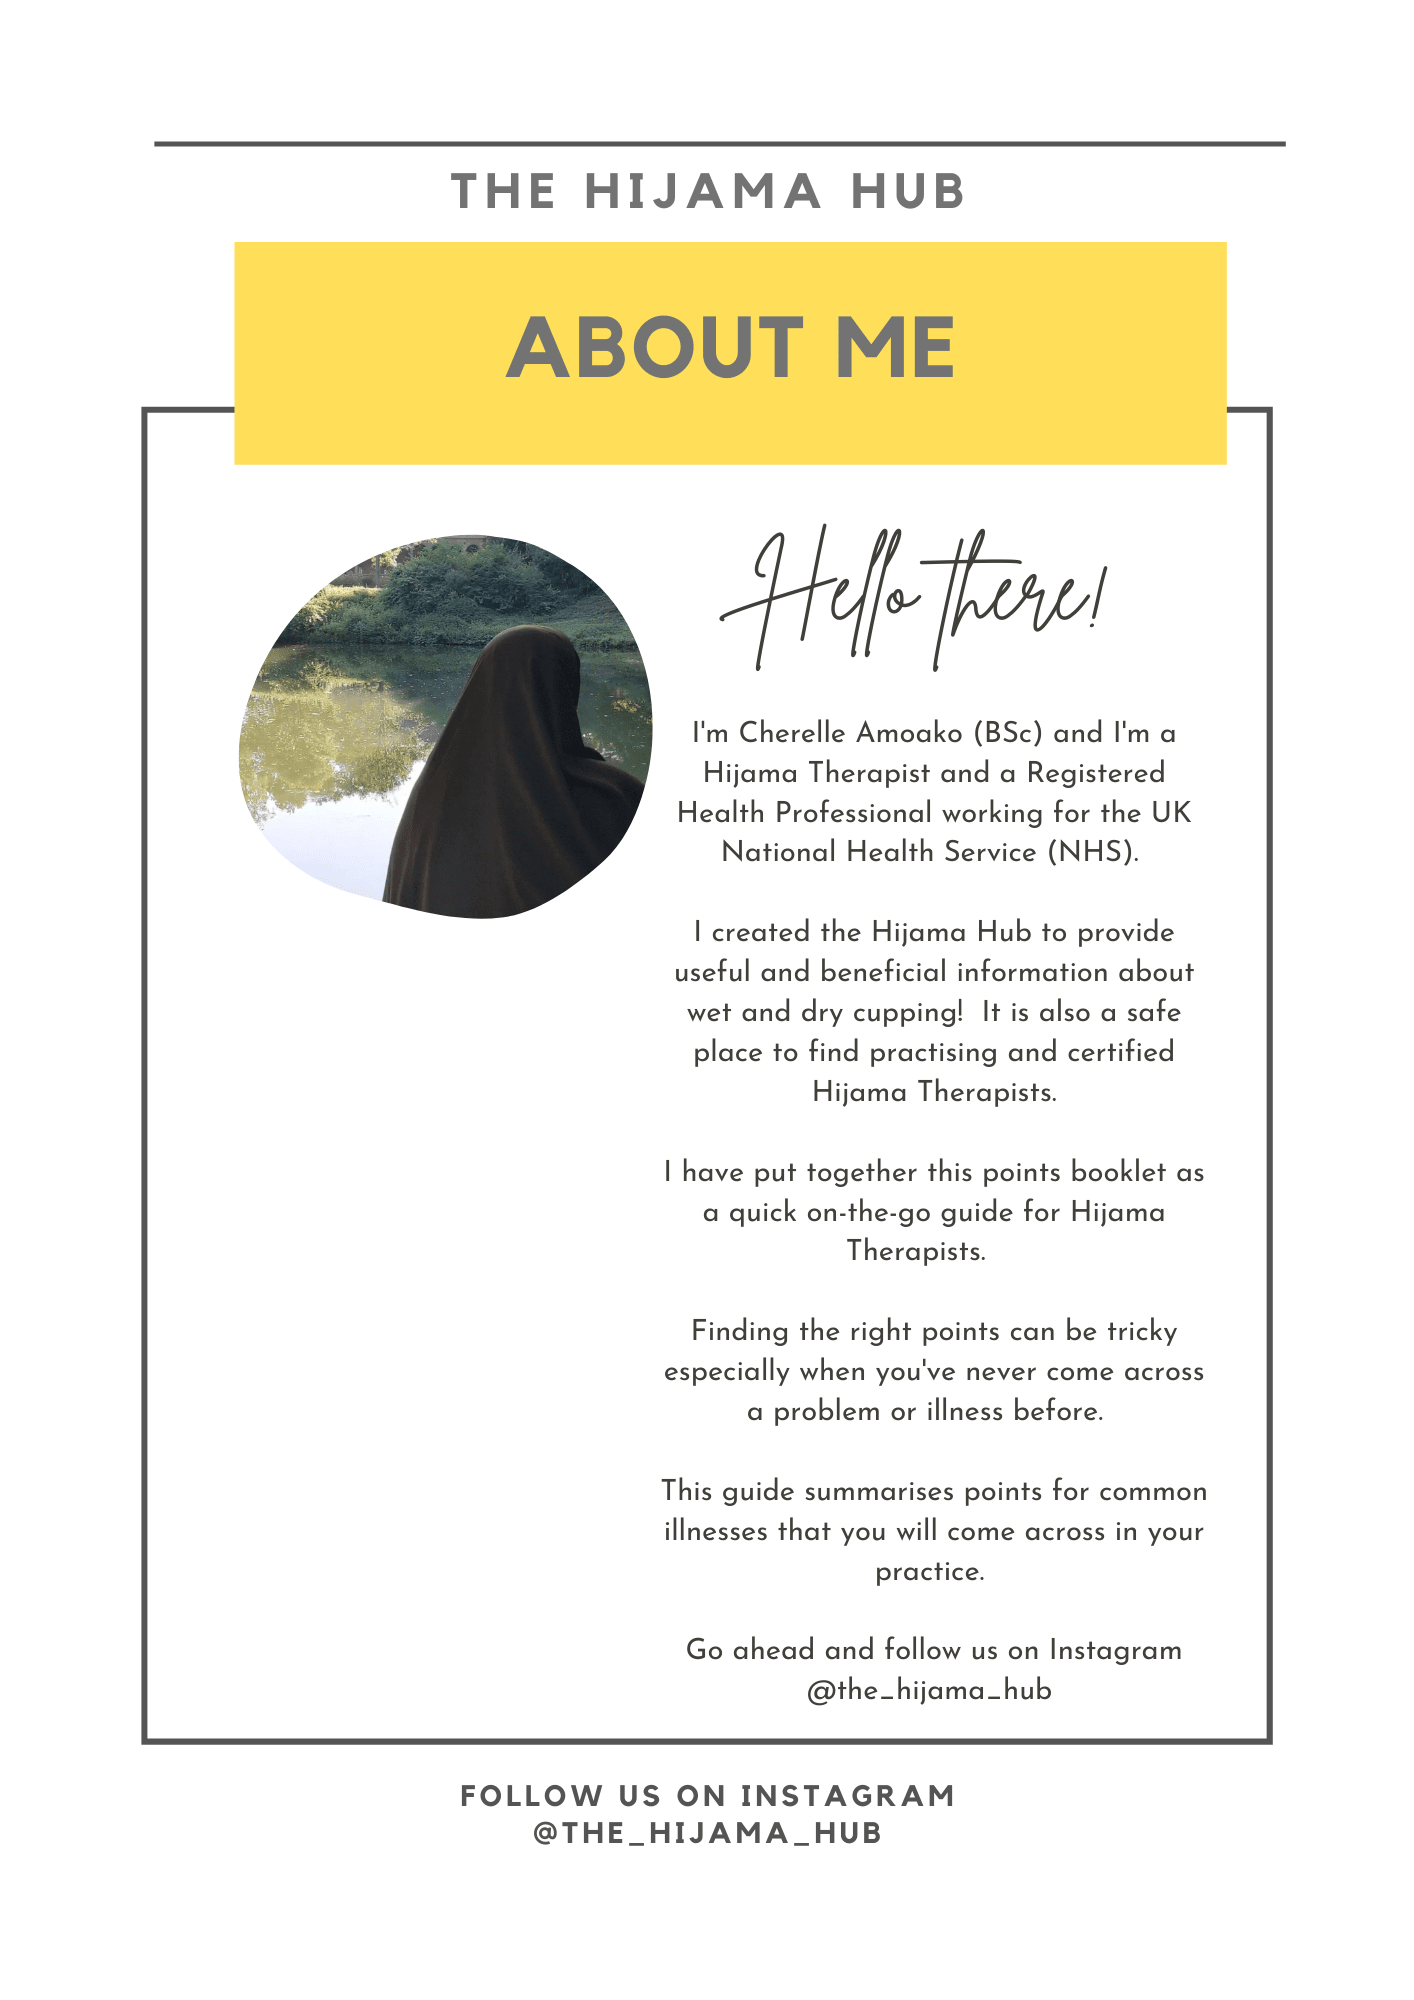 THE HIJAMA HUB
ABOUT ME
Hello there!
I'm Cherelle Amoako (BSc) and I'm a
Hijama Therapist and a Registered
Health Professional working for the UK
National Health Service (NHS).
I created the Hijama Hub to provide
useful and beneficial information about
wet and dry cupping!  It is also a safe
place to find practising and certified
Hijama Therapists.
I have put together this points booklet as
a quick on-the-go guide for Hijama
Therapists.
Finding the right points can be tricky
especially when you've never come across
a problem or illness before.
This guide summarises points for common
illnesses that you will come across in your
practice.
Go ahead and follow us on Instagram
@the_hijama_hub
FOLLOW US ON INSTAGRAM
@THE_HIJAMA_HUB